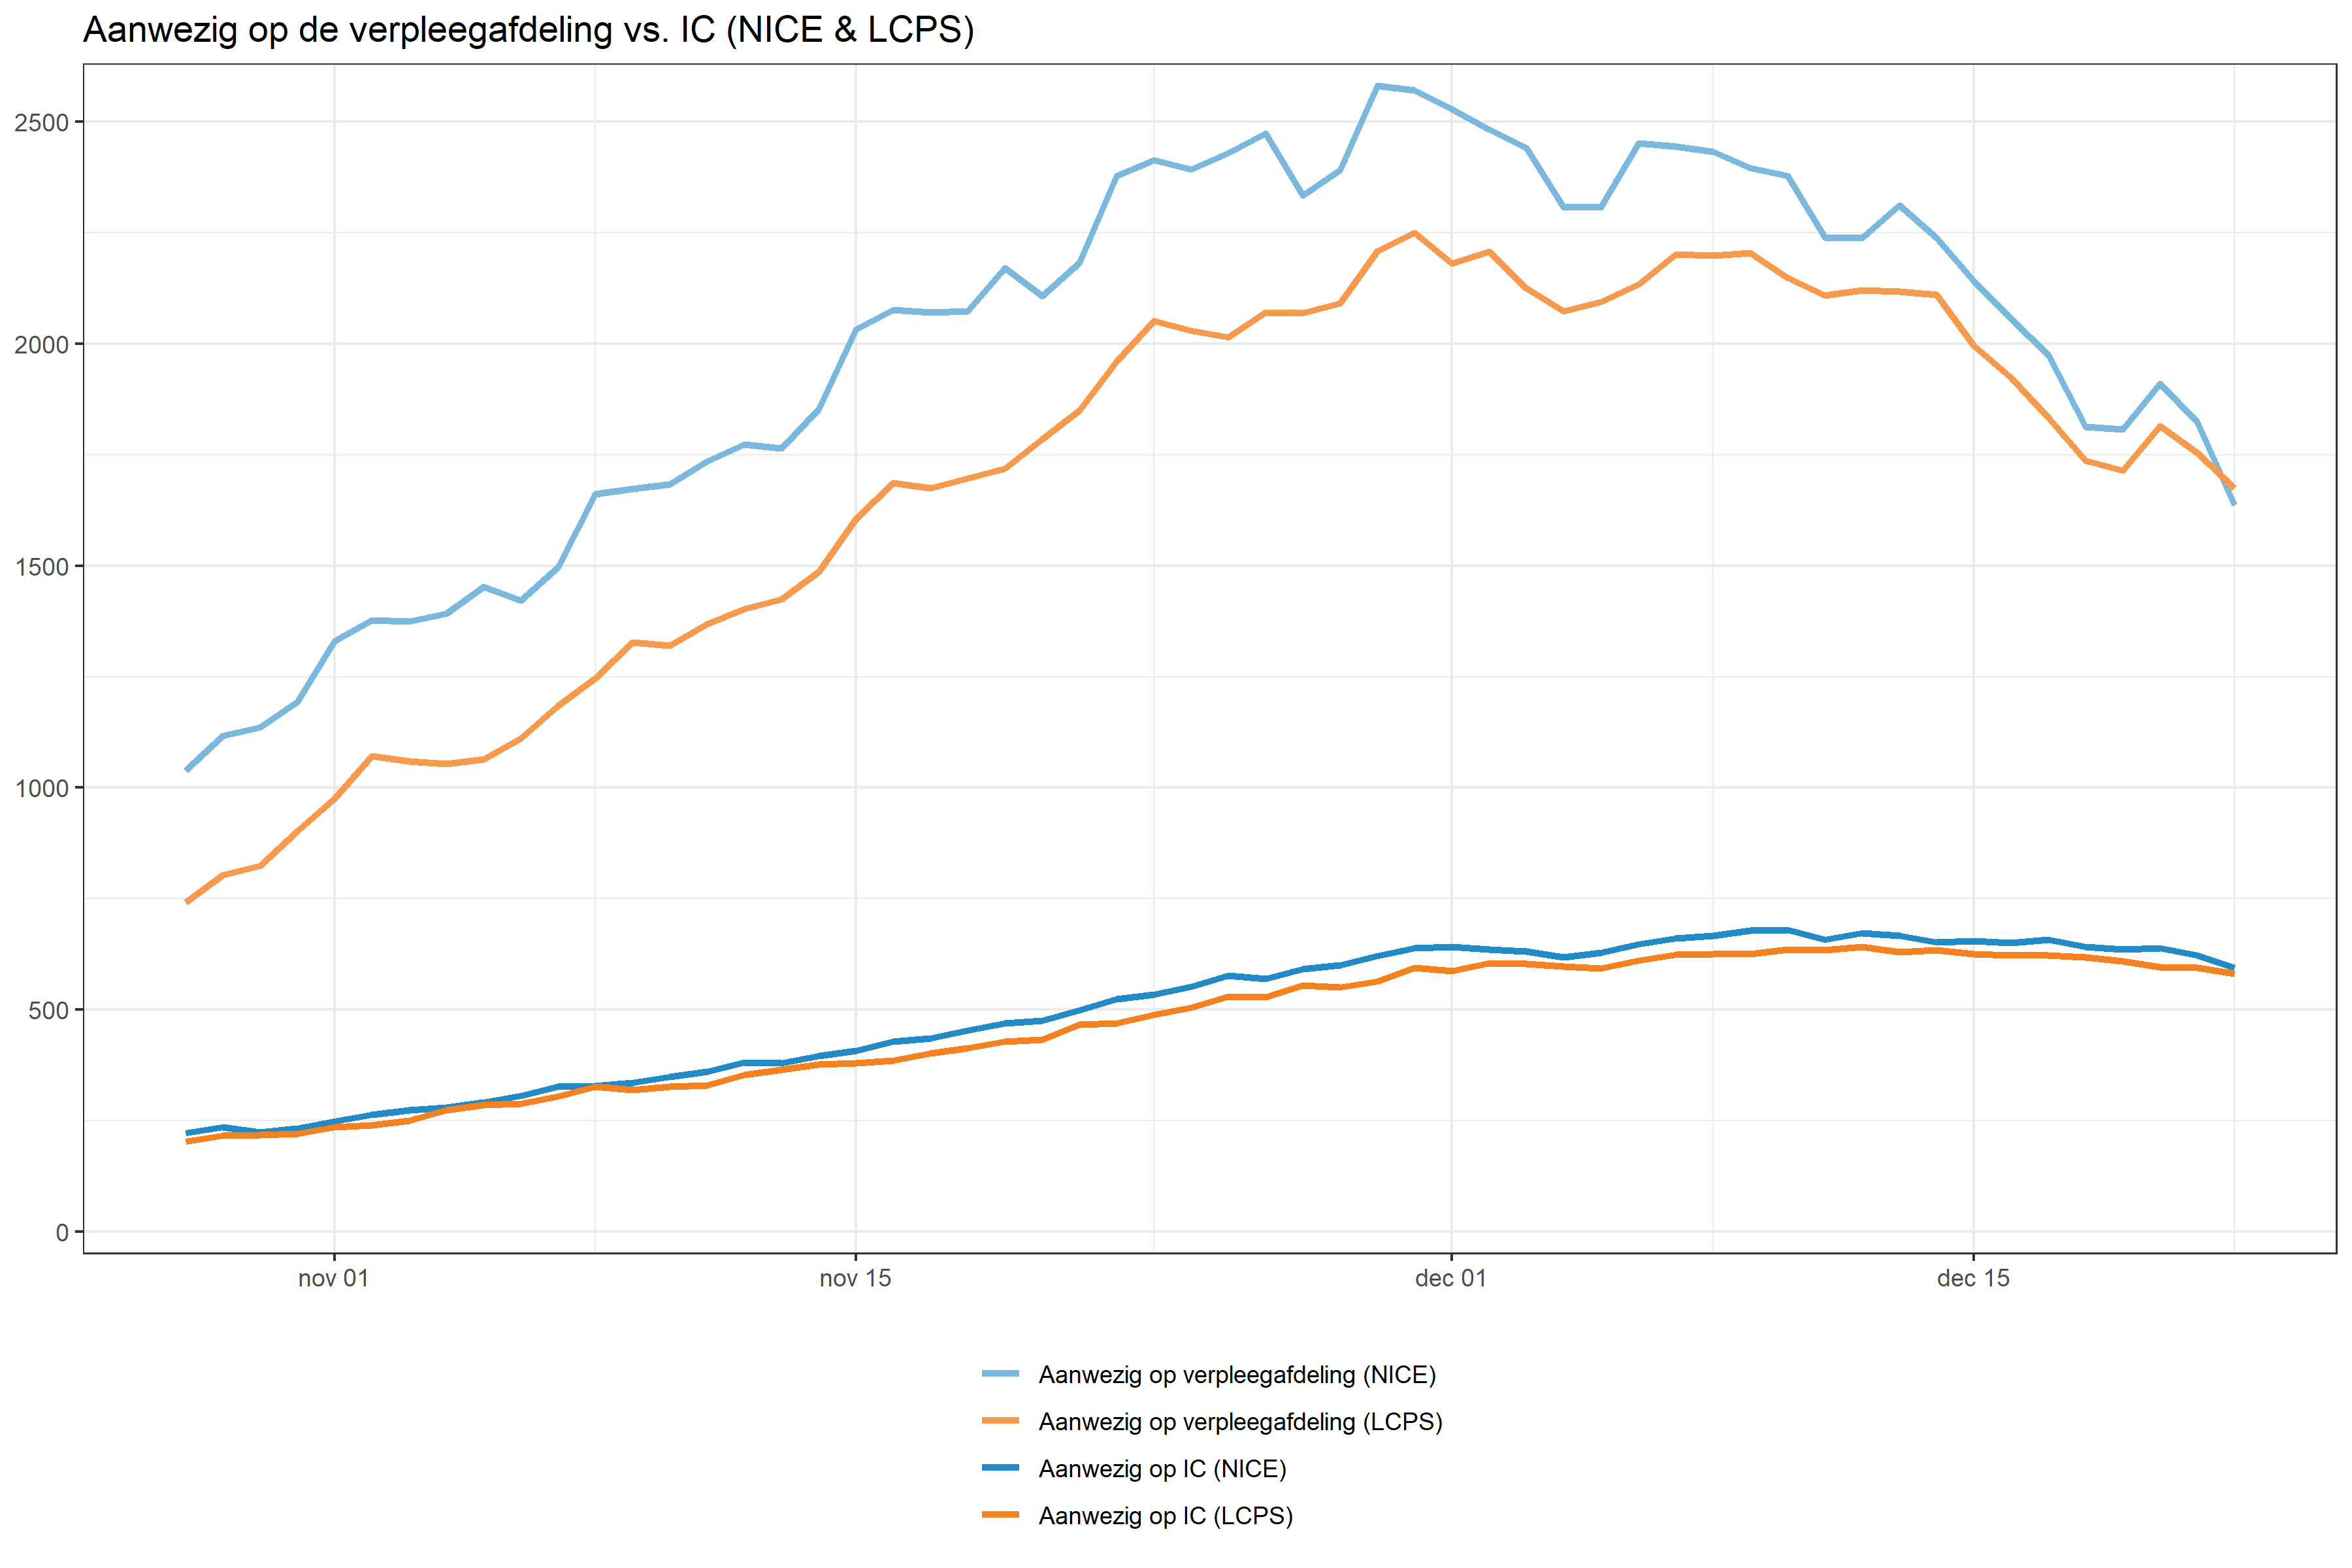 Aanwezig op de verpleegafdeling vs. IC (NICE & LCPS)
2500
2000
1500
1000
500
0
nov 01 nov 15 dec 01 dec 15
Aanwezig op verpleegafdeling (NICE)
Aanwezig op verpleegafdeling (LCPS)
Aanwezig op IC (NICE)
Aanwezig op IC (LCPS)